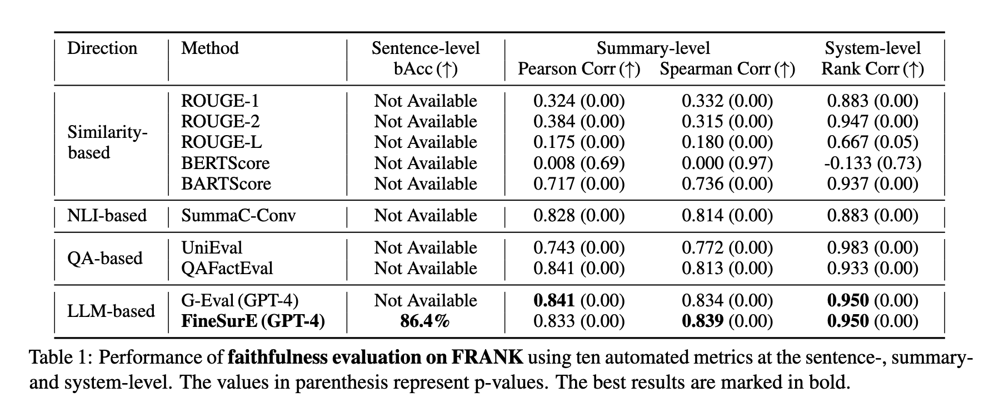 Direction Method Sentence-level Summary-level System-level
bAcc (↑) Pearson Corr (↑) Spearman Corr (↑) Rank Corr (↑)
Similarity-
based
ROUGE-1 Not Available 0.324 (0.00) 0.332 (0.00) 0.883 (0.00)
ROUGE-2 Not Available 0.384 (0.00) 0.315 (0.00) 0.947 (0.00)
ROUGE-L Not Available 0.175 (0.00) 0.180 (0.00) 0.667 (0.05)
BERTScore Not Available 0.008 (0.69) 0.000 (0.97) -0.133 (0.73)
BARTScore Not Available 0.717 (0.00) 0.736 (0.00) 0.937 (0.00)
NLI-based SummaC-Conv Not Available 0.828 (0.00) 0.814 (0.00) 0.883 (0.00)
QA-based
UniEval Not Available 0.743 (0.00) 0.772 (0.00) 0.983 (0.00)
QAFactEval Not Available 0.841 (0.00) 0.813 (0.00) 0.933 (0.00)
LLM-based
G-Eval (GPT-4) Not Available 0.841 (0.00) 0.834 (0.00) 0.950 (0.00)
FineSurE (GPT-4) 86.4% 0.833 (0.00) 0.839 (0.00) 0.950 (0.00)
Table 1: Performance of faithfulness evaluation on FRANK using ten automated metrics at the sentence-, summary-
and system-level. The values in parenthesis represent p-values. The best results are marked in bold.